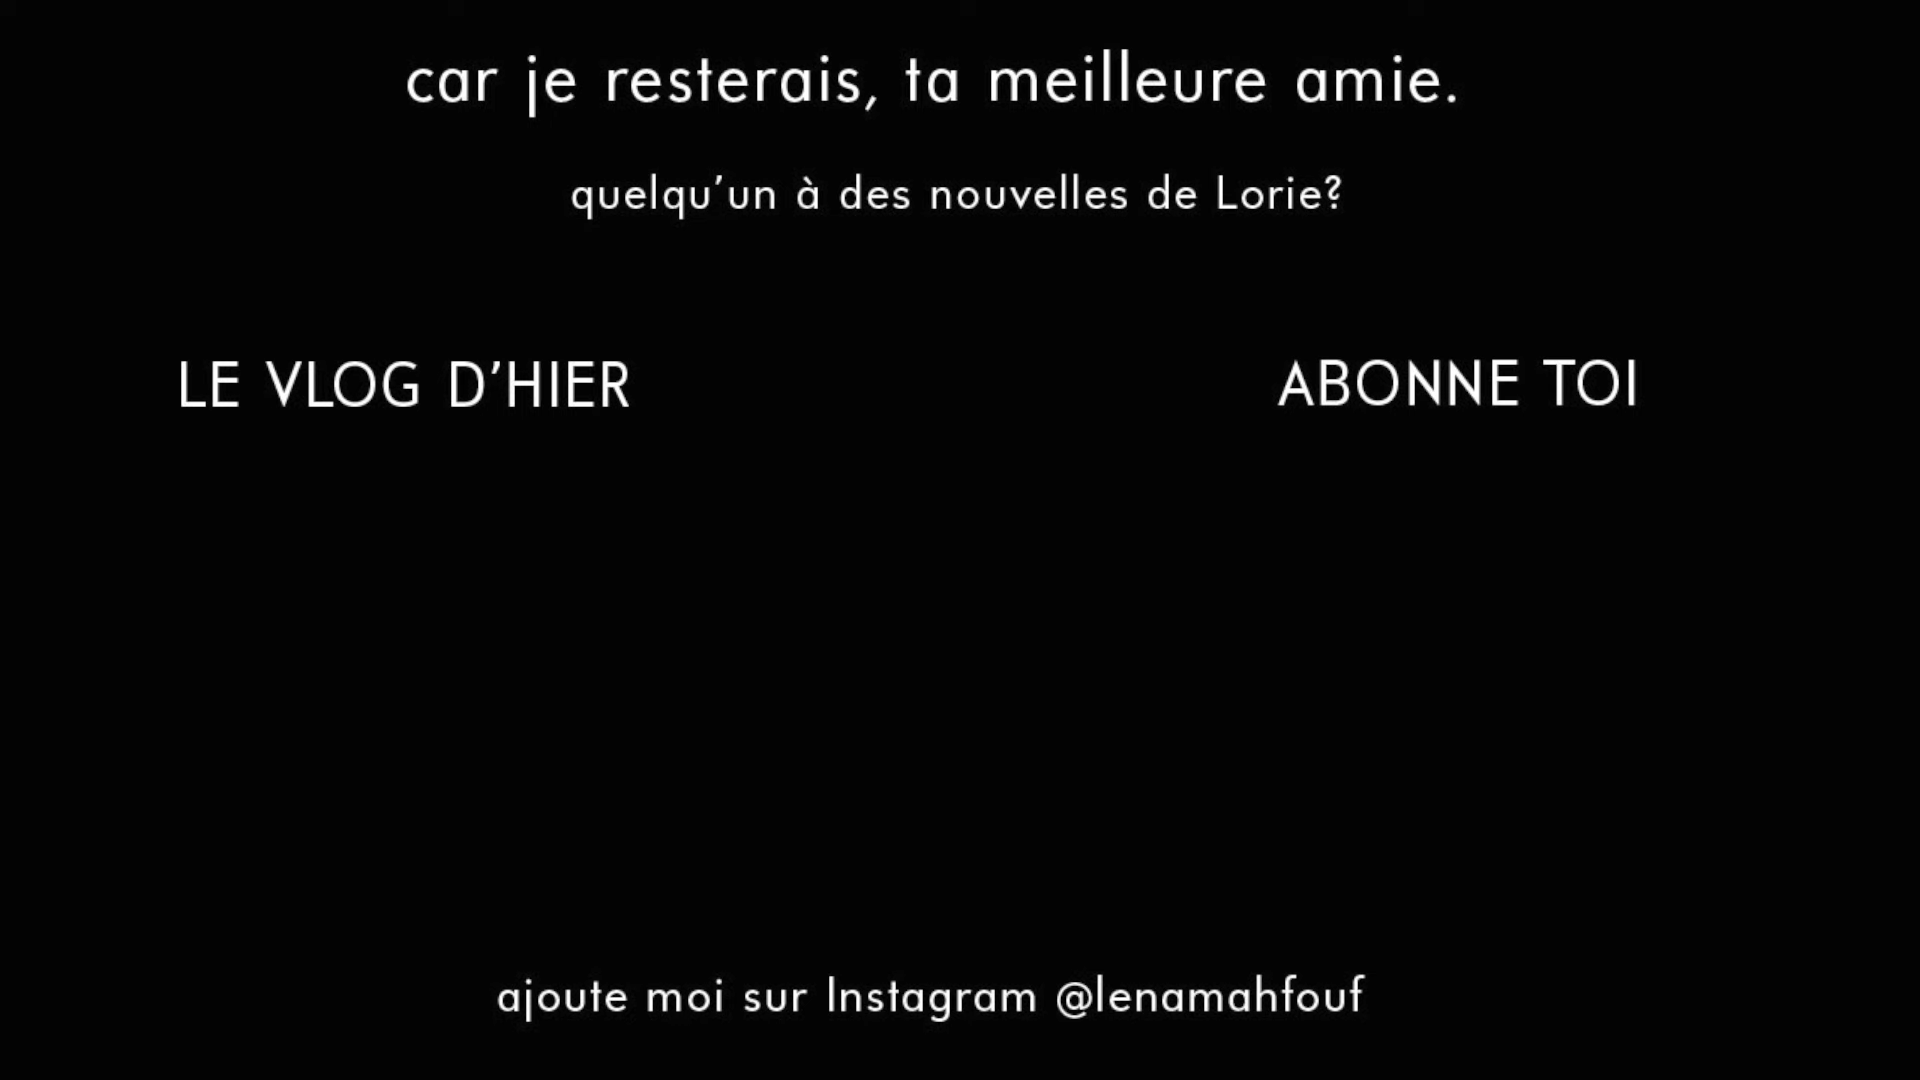 car je resterais, ta meilleure amie.
quelqu’un à des nouvelles de Lorie?
LE VLOG D’HIER
ABONNE TOI
ajoute moi sur Instagram @lenamahfouf